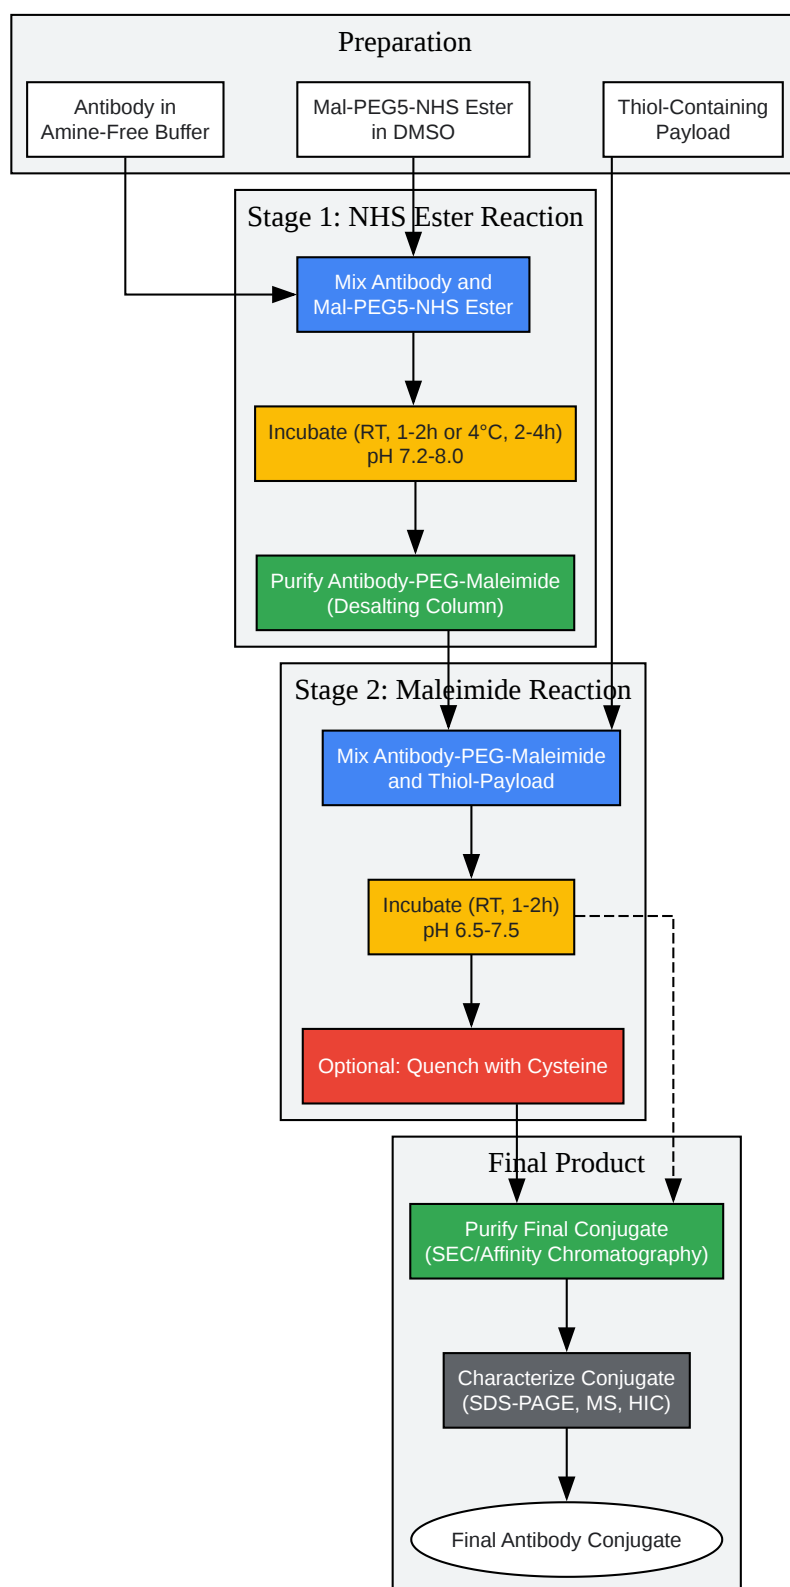 Preparation
Antibody in
Amine-Free Buffer
Mal-PEG5-NHS Ester
in DMSO
Thiol-Containing
Payload
Stage 1: NHS Ester Reaction
Mix Antibody and
Mal-PEG5-NHS Ester
Incubate (RT, 1-2h or 4°C, 2-4h)
pH 7.2-8.0
Purify Antibody-PEG-Maleimide
(Desalting Column)
Stage 2: Maleimide Reaction
Mix Antibody-PEG-Maleimide
and Thiol-Payload
Incubate (RT, 1-2h)
pH 6.5-7.5
Optional: Quench with Cysteine
Final Product
Purify Final Conjugate
(SEC/Affinity Chromatography)
Characterize Conjugate
(SDS-PAGE, MS, HIC)
Final Antibody Conjugate